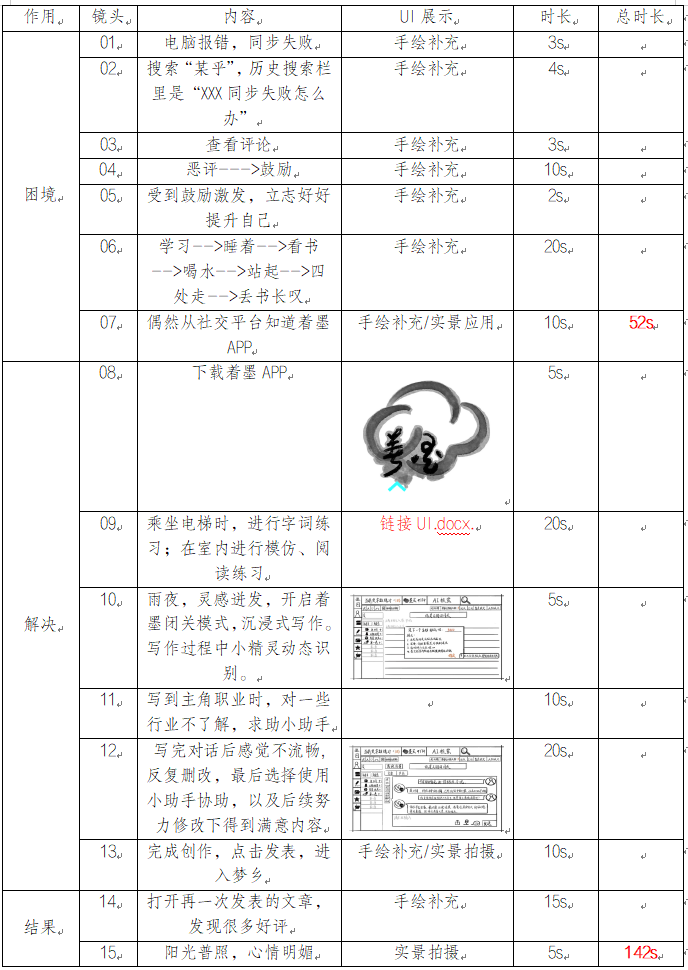 作用 镜头 内容 UI 展示 时长 总时长
困境
01 电脑报错，同步失败 手绘补充 3s
02 搜索“某乎”，历史搜索栏 手绘补充 4s
里是“XXX 同步失败怎么
办”
03 查看评论 手绘补充 3s
04 恶评--->鼓励 手绘补充 10s
05 受到鼓励激发，立志好好 手绘补充 2s
提升自己
06 学习-->睡着-->看书 手绘补充 20s
-->喝水-->站起-->四
处走-->丢书长叹
07 偶然从社交平台知道着墨 手绘补充/实景应用 10s 52s
APP
解决
08 下载着墨 APP 5s
着墨
09 乘坐电梯时，进行字词练 链接 UI.docx. 20s
习；在室内进行模仿、阅
读练习
10 雨夜，灵感迸发，开启着 5s
墨闭关模式，沉浸式写作。
写作过程中小精灵动态识
别。
11 写到主角职业时，对一些 10s
行业不了解，求助小助手
12 写完对话后感觉不流畅， 20s
反复删改，最后选择使用
小助手协助，以及后续努
力修改下得到满意内容
13 完成创作，点击发表，进 手绘补充/实景拍摄 10s
入梦乡
结果
14 打开再一次发表的文章， 手绘补充 15s
发现很多好评
15 阳光普照，心情明媚 实景拍摄 5s 142s